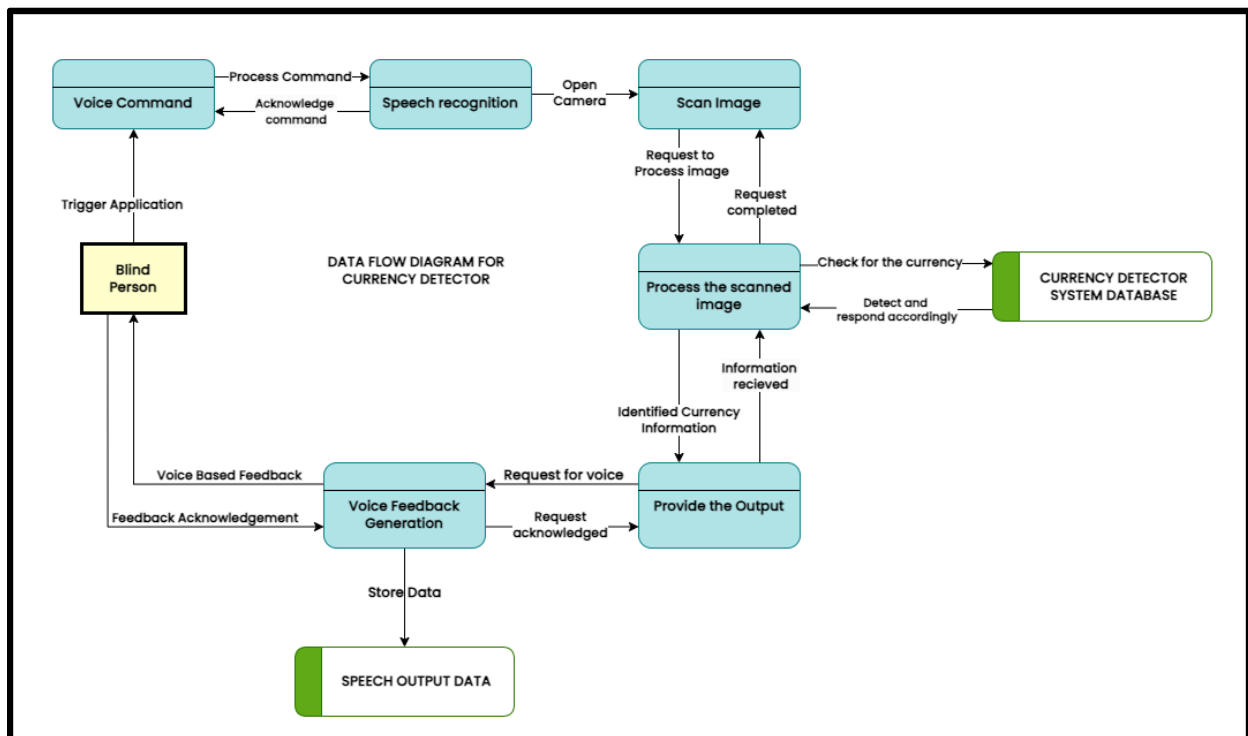 Process Command
Voice Command
Acknowledge
command
Speech recognition
Open
Camera
Scan Image
Request to
Process image
Request
completed
Trigger Application
Blind
Person
DATA FLOW DIAGRAM FOR
CURRENCY DETECTOR
Process the scanned
image
Check for the currency
Detect and
respond accordingly
CURRENCY DETECTOR
SYSTEM DATABASE
Information
recieved
Identified Currency
Information
Voice Based Feedback
Feedback Acknowledgement
Voice Feedback
Generation
Request for voice
Request
acknowledged
Provide the Output
Store Data
SPEECH OUTPUT DATA